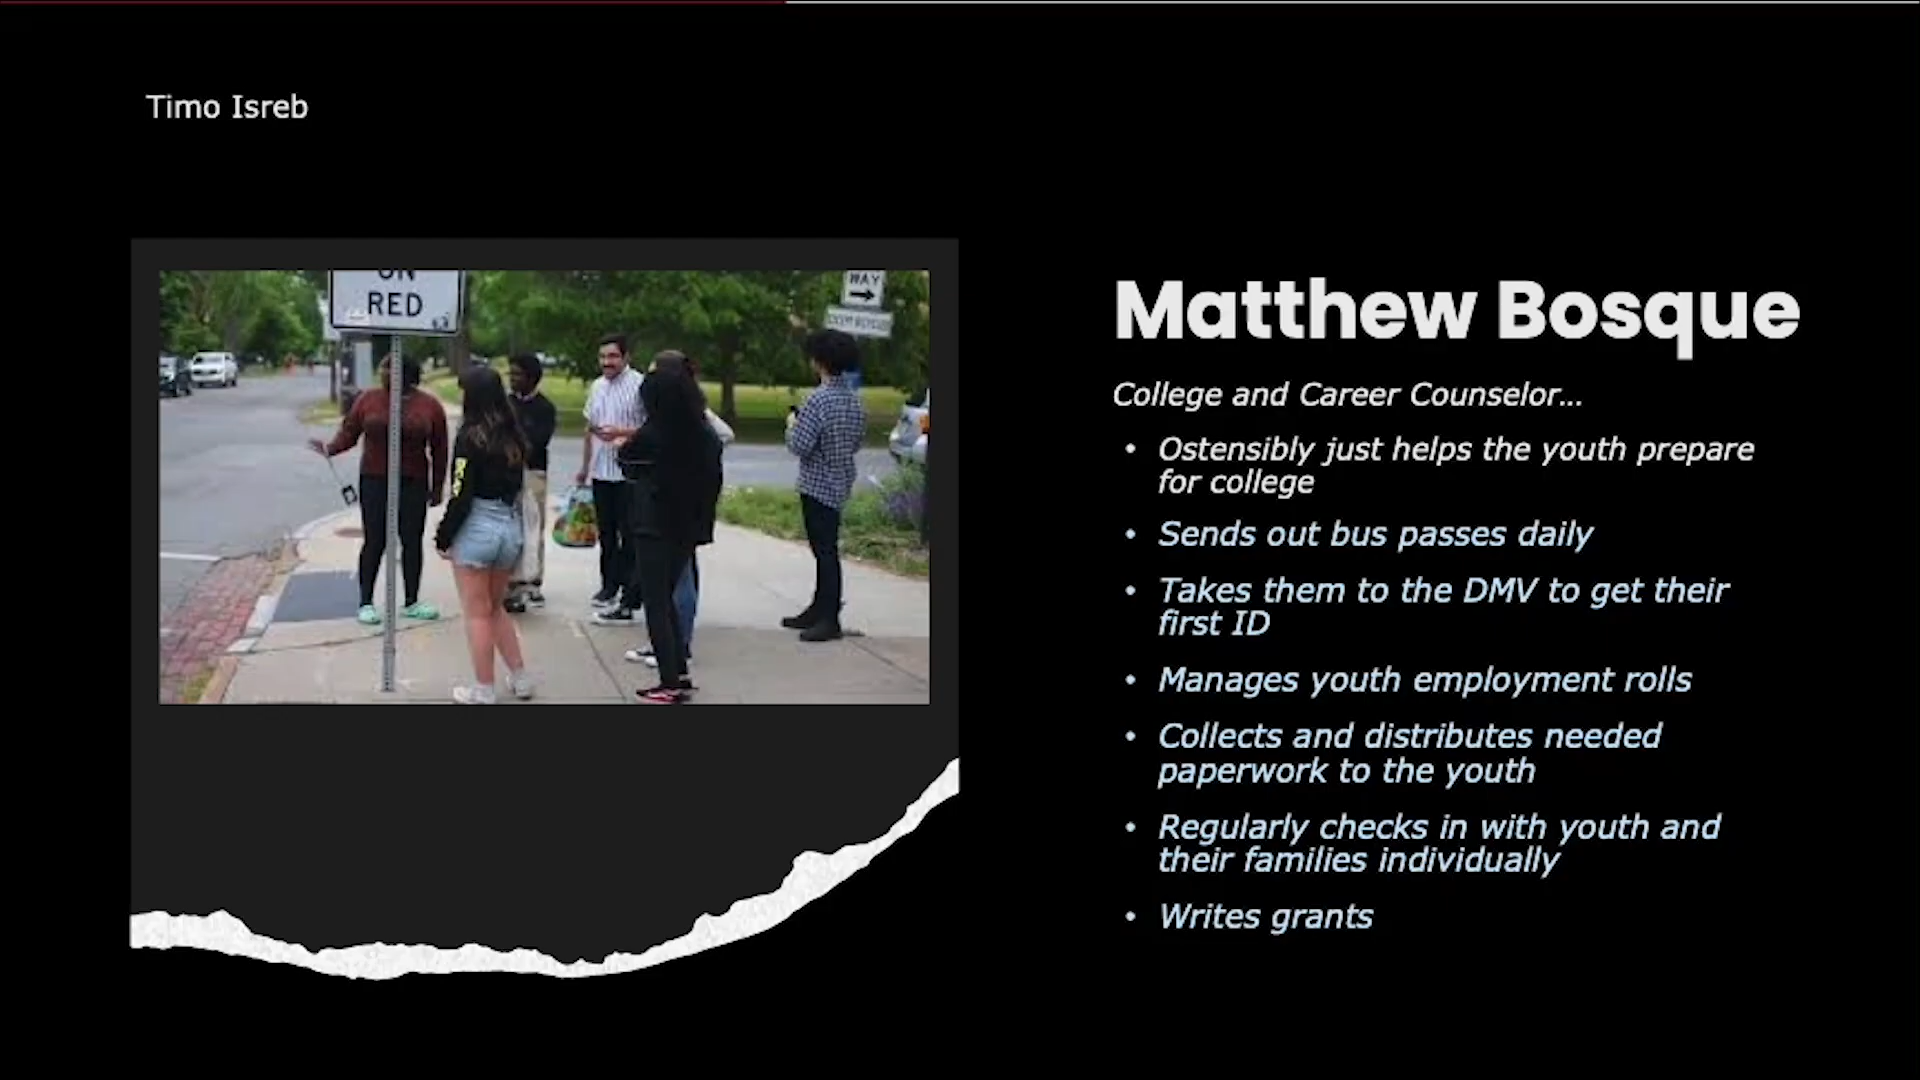 Timo Isreb
ON
RED
WAY
Matthew Bosque
College and Career Counselor...
• Ostensibly just helps the youth prepare
for college
• Sends out bus passes daily
• Takes them to the DMV to get their
first ID
• Manages youth employment rolls
• Collects and distributes needed
paperwork to the youth
• Regularly checks in with youth and
their families individually
• Writes grants